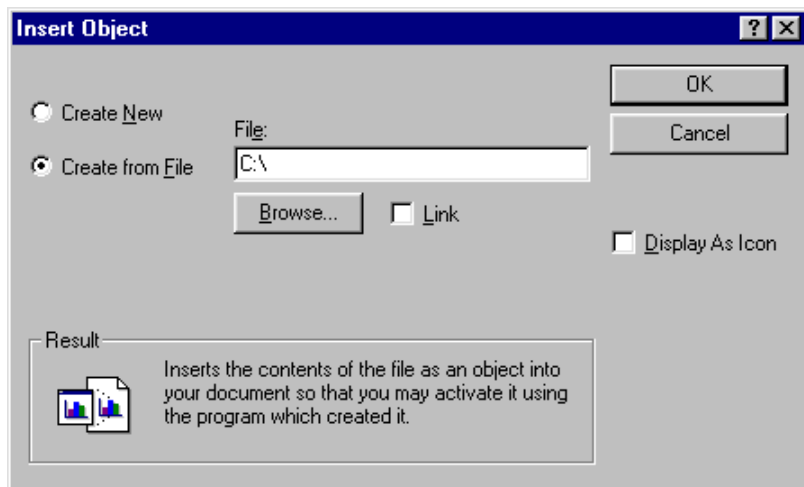 Insert Object
OK
Create New
File:
Cancel
C:\
Create from File
Browse...
Link
Display As Icon
Result
Inserts the contents of the file as an object into
your document so that you may activate it using
the program which created it.